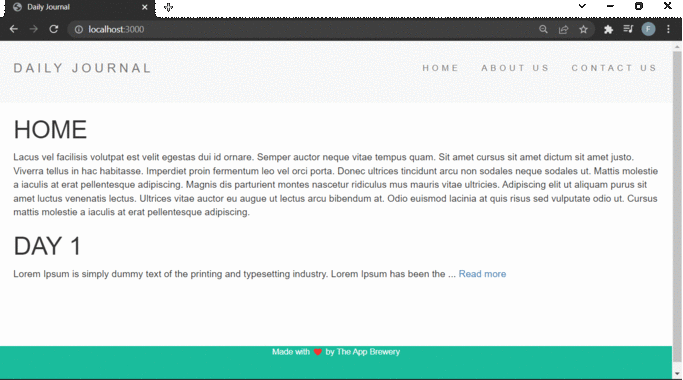 Daily Journal
localhost:3000
F
DAILY JOURNAL
HOME ABOUT US CONTACT US
HOME
Lacus vel facilisis volutpat est velit egestas dui id ornare. Semper auctor neque vitae tempus quam. Sit amet cursus sit amet dictum sit amet justo.
Viverra tellus in hac habitasse. Imperdiet proin fermentum leo vel orci porta. Donec ultrices tincidunt arcu non sodales neque sodales ut. Mattis molestie
a iaculis at erat pellentesque adipiscing. Magnis dis parturient montes nascetur ridiculus mus mauris vitae ultricies. Adipiscing elit ut aliquam purus sit
amet luctus venenatis lectus. Ultrices vitae auctor eu augue ut lectus arcu bibendum at. Odio euismod lacinia at quis risus sed vulputate odio ut. Cursus
mattis molestie a iaculis at erat pellentesque adipiscing.
DAY 1
Lorem Ipsum is simply dummy text of the printing and typesetting industry. Lorem Ipsum has been the ... Read more
Made with ❤️ by The App Brewery